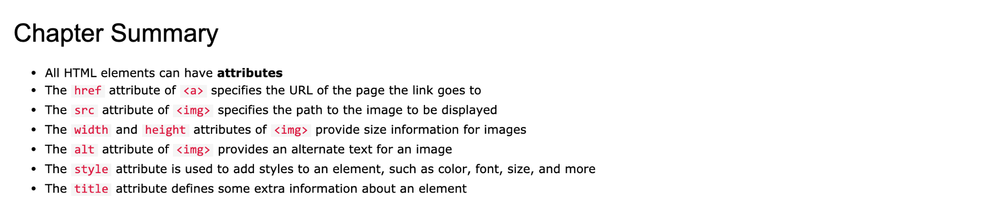 Chapter Summary
• All HTML elements can have attributes
• The href attribute of <a> specifies the URL of the page the link goes to
• The src attribute of <img> specifies the path to the image to be displayed
• The width and height attributes of <img> provide size information for images
• The alt attribute of <img> provides an alternate text for an image
• The style attribute is used to add styles to an element, such as color, font, size, and more
• The title attribute defines some extra information about an element